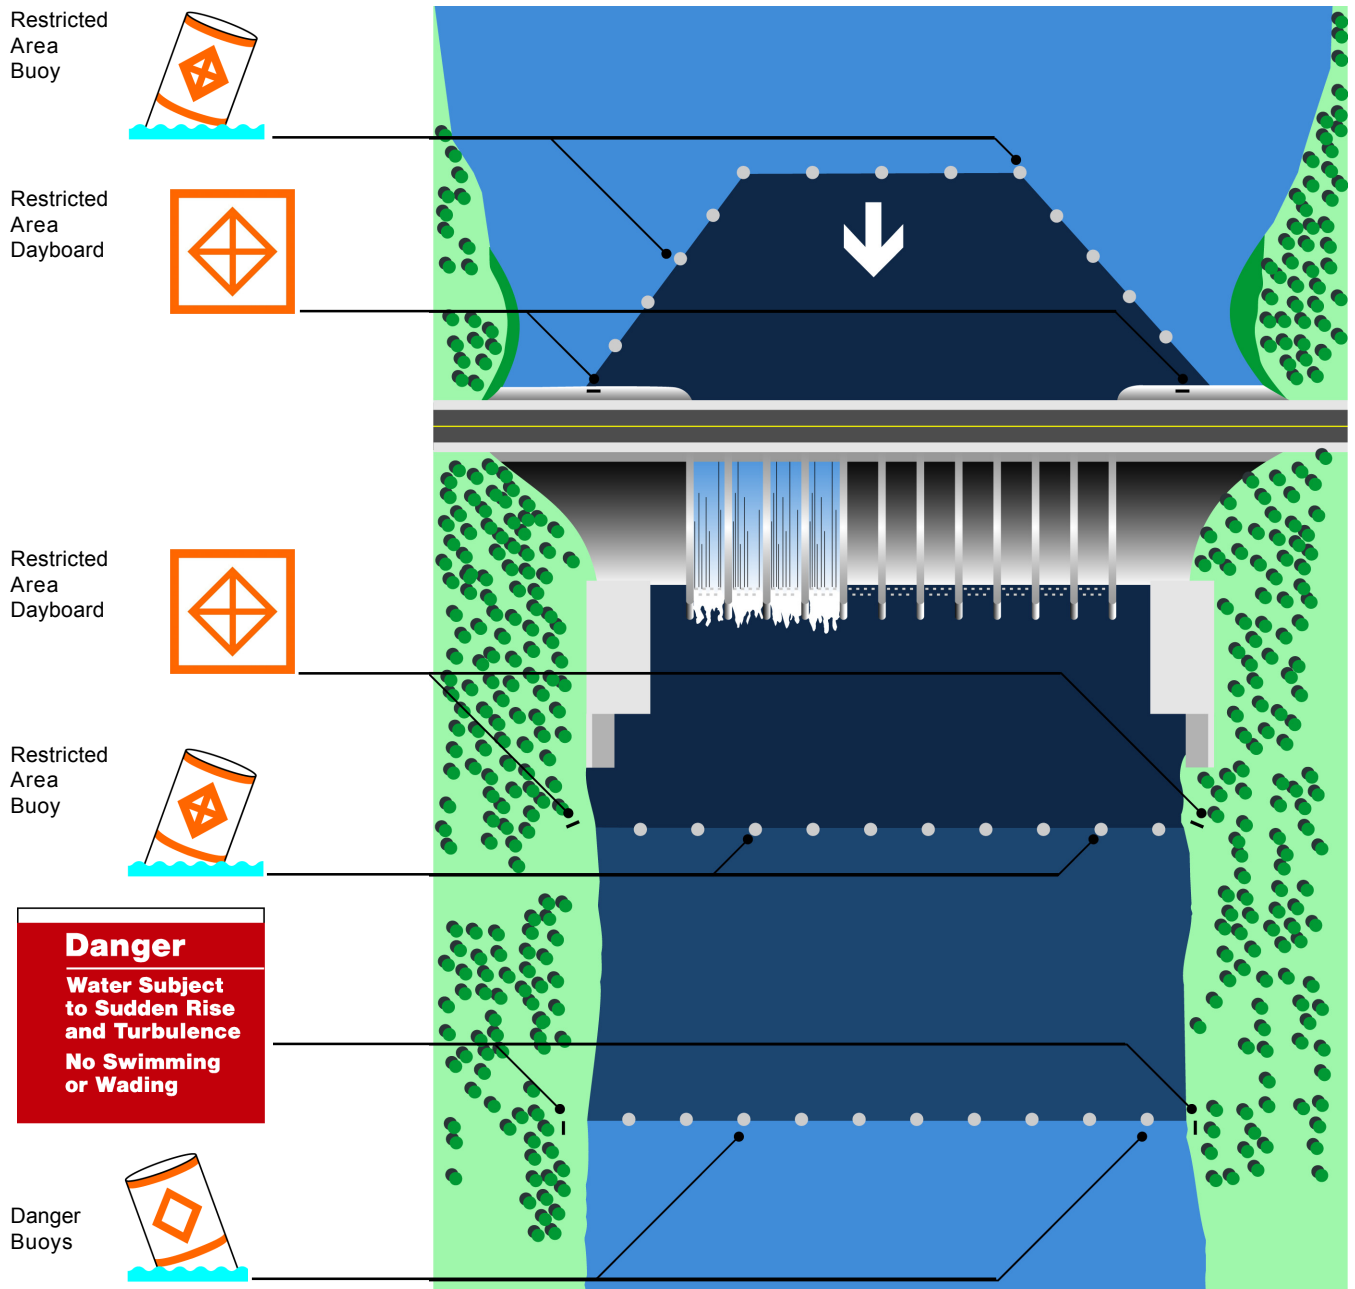 Restricted
Area
Buoy
Restricted
Area
Dayboard
Restricted
Area
Dayboard
Restricted
Area
Buoy
Danger
Water Subject
to Sudden Rise
and Turbulence
No Swimming
or Wading
Danger
Buoys